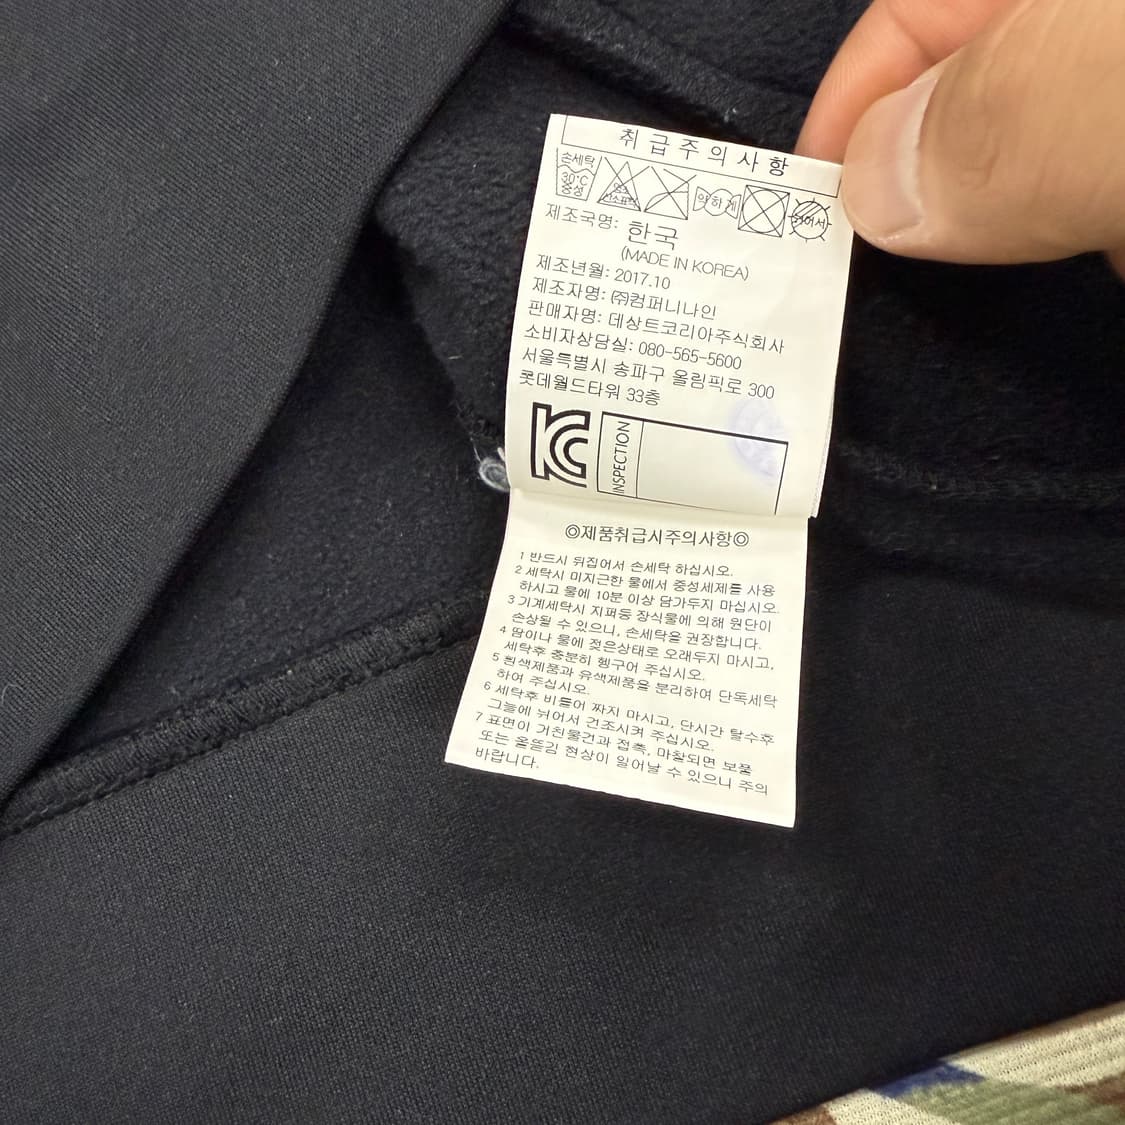 취급주의사항
손세탁
30℃
중성
염소
산소표백
약하게
뉘어서
제조국명: 한국
(MADE IN KOREA)
제조년월: 2017.10
제조자명: ㈜컴퍼니나인
판매자명: 데상트코리아주식회사
소비자상담실: 080-565-5600
서울특별시 송파구 올림픽로 300
롯데월드타워 33층
KC
INSPECTION
◎제품취급시주의사항◎
1 반드시 뒤집어서 손세탁 하십시오.
2 세탁시 미지근한 물에서 중성세제를 사용
하시고 물에 10분 이상 담가두지 마십시오.
3 기계세탁시 지퍼등 장식물에 의해 원단이
손상될 수 있으니, 손세탁을 권장합니다.
4 땀이나 물에 젖은상태로 오래두지 마시고,
세탁후 충분히 헹구어 주십시오.
5 흰색제품과 유색제품을 분리하여 단독세탁
하여 주십시오.
6 세탁후 비틀어 짜지 마시고, 단시간 탈수후
그늘에 뉘어서 건조시켜 주십시오.
7 표면이 거친물건과 접촉, 마찰되면 보풀
또는 올뜯김 현상이 일어날 수 있으니 주의
바랍니다.